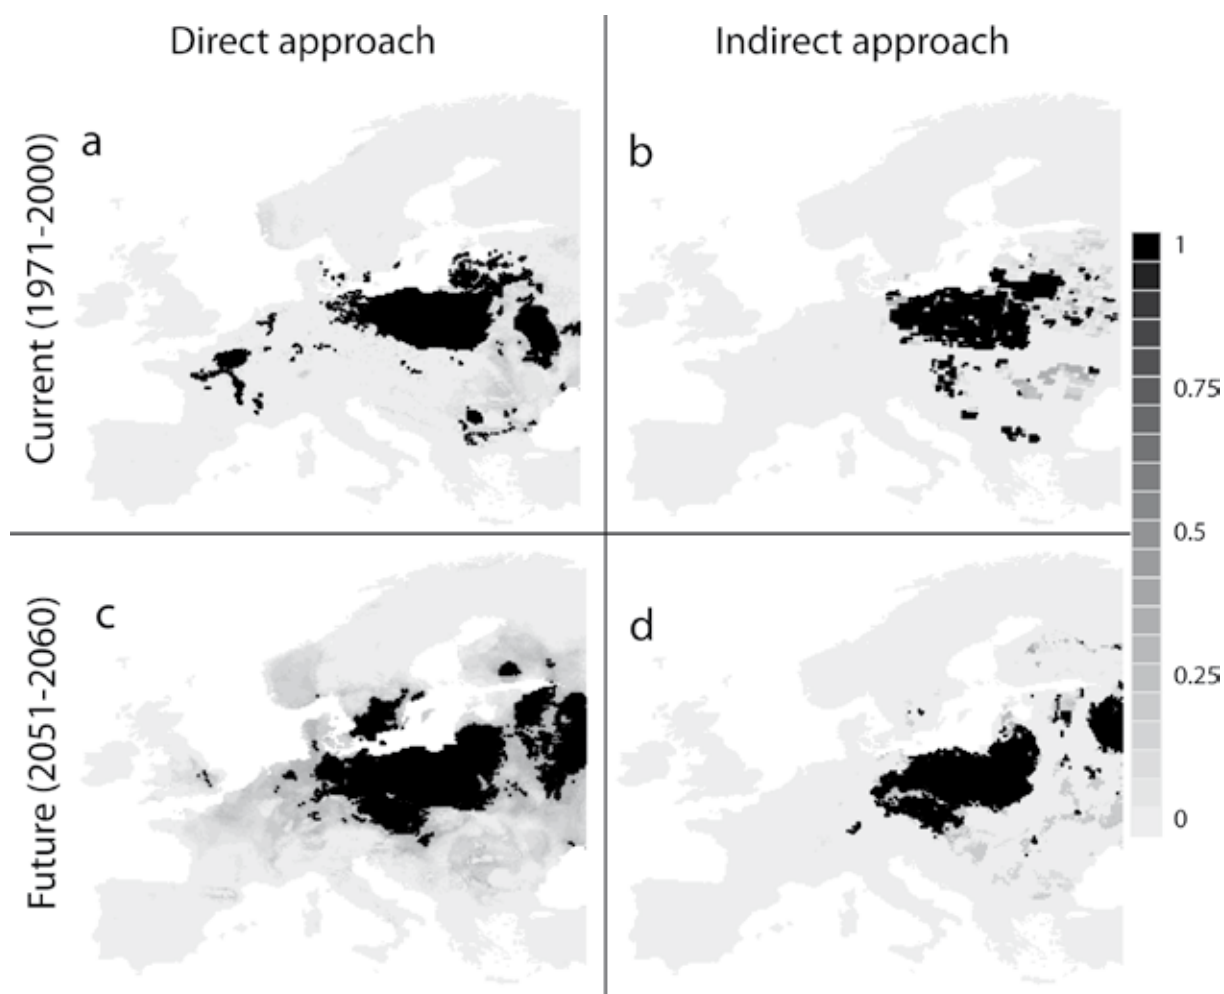 Direct approach
Indirect approach
Current (1971-2000)
a
b
1
0.75
0.5
0.25
0
Future (2051-2060)
c
d